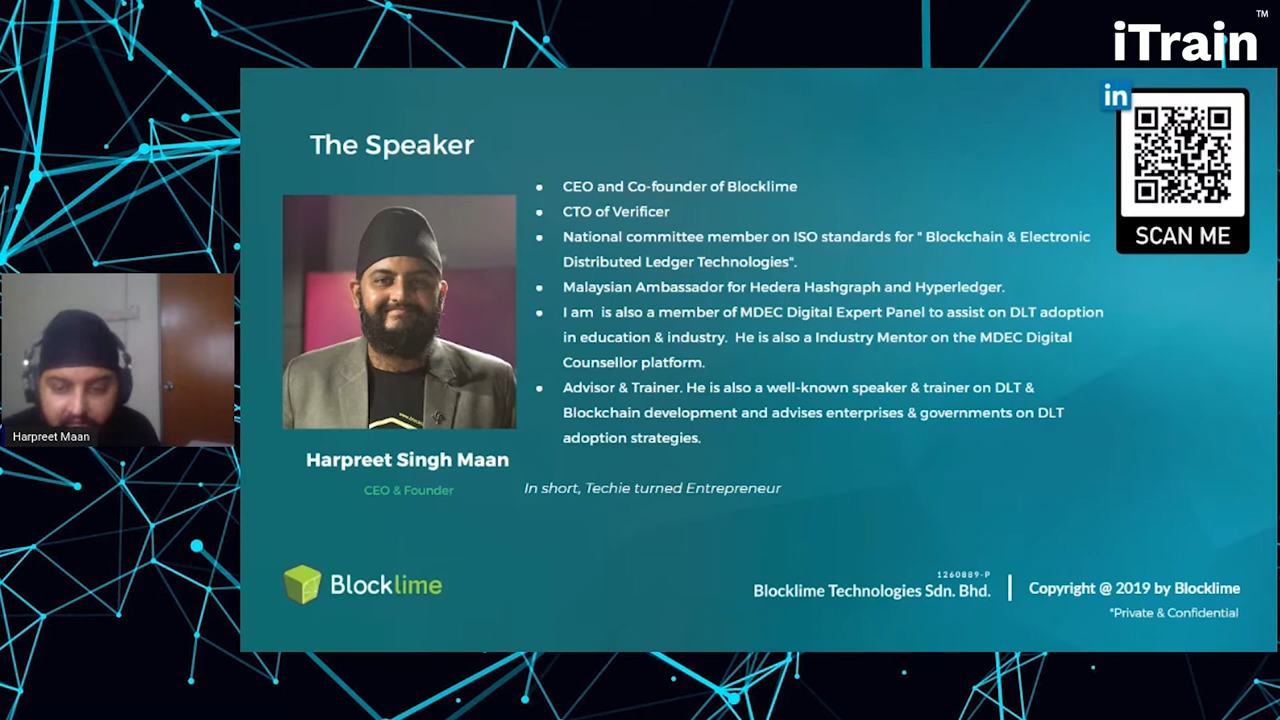 iTrain™
in
SCAN ME
The Speaker
• CEO and Co-founder of Blocklime
• CTO of Verificer
• National committee member on ISO standards for " Blockchain & Electronic
Distributed Ledger Technologies".
• Malaysian Ambassador for Hedera Hashgraph and Hyperledger.
• I am is also a member of MDEC Digital Expert Panel to assist on DLT adoption
in education & industry. He is also a Industry Mentor on the MDEC Digital
Counsellor platform.
• Advisor & Trainer. He is also a well-known speaker & trainer on DLT &
Blockchain development and advises enterprises & governments on DLT
adoption strategies.
Harpreet Maan
Harpreet Singh Maan
CEO & Founder
In short, Techie turned Entrepreneur
Blocklime
1260889-P
Blocklime Technologies Sdn. Bhd.
Copyright @ 2019 by Blocklime
*Private & Confidential